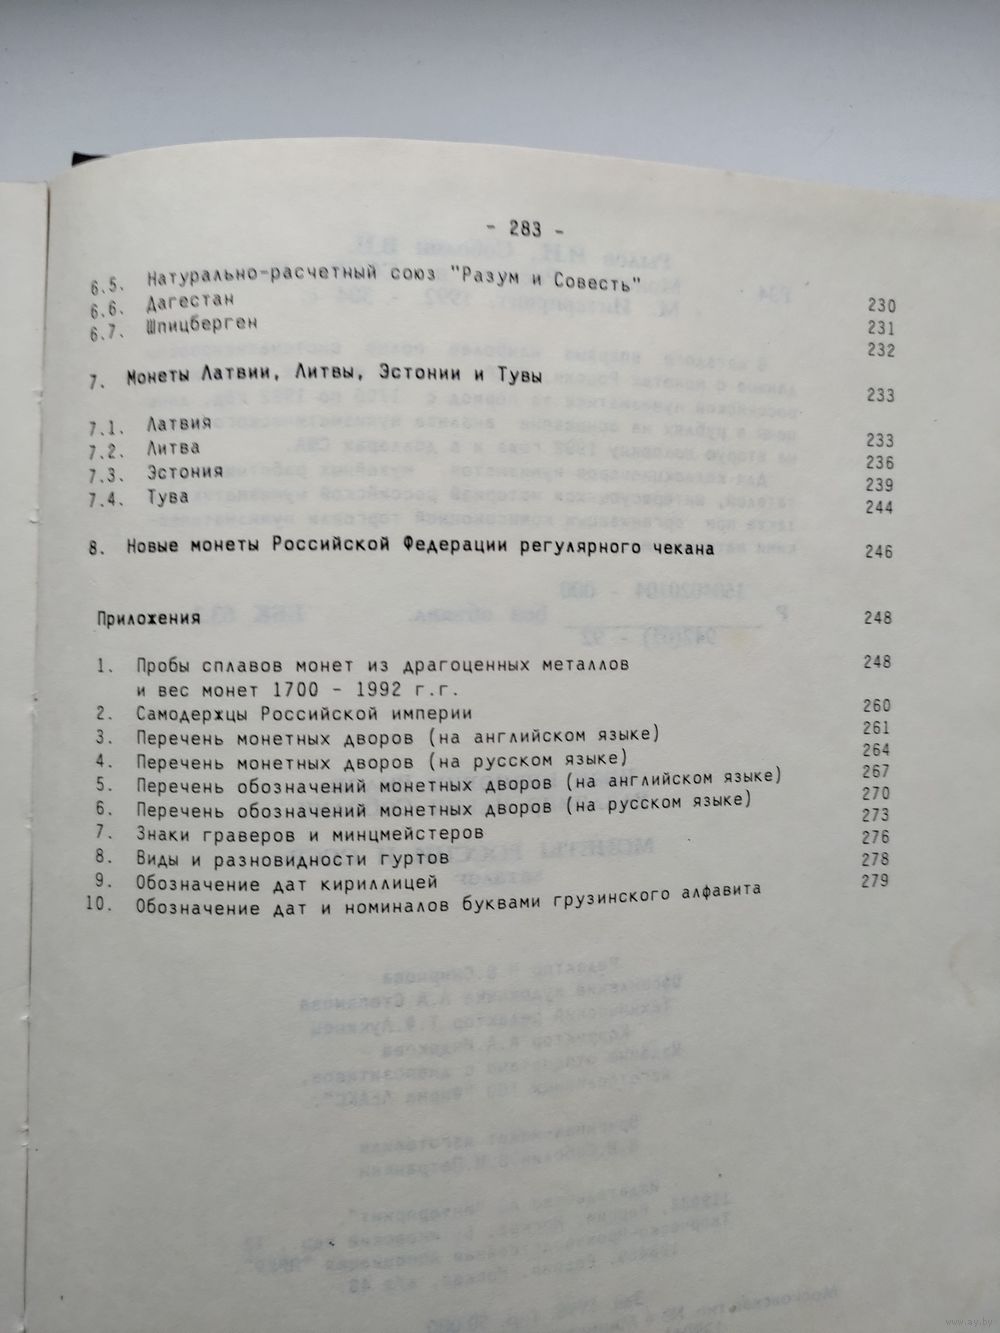 - 283 -
6.5. Натурально-расчетный союз "Разум и Совесть" 230
6.6. Дагестан 231
6.7. Шпицберген 232
7. Монеты Латвии, Литвы, Эстонии и Тувы 233
7.1. Латвия 233
7.2. Литва 236
7.3. Эстония 239
7.4. Тува 244
8. Новые монеты Российской Федерации регулярного чекана 246
Приложения 248
1. Пробы сплавов монет из драгоценных металлов 248
и вес монет 1700 - 1992 г.г.
2. Самодержцы Российской империи 260
3. Перечень монетных дворов (на английском языке) 261
4. Перечень монетных дворов (на русском языке) 264
5. Перечень обозначений монетных дворов (на английском языке) 267
6. Перечень обозначений монетных дворов (на русском языке) 270
7. Знаки граверов и минцмейстеров 273
8. Виды и разновидности гуртов 276
9. Обозначение дат кириллицей 278
10. Обозначение дат и номиналов буквами грузинского алфавита 279
www.ay.by